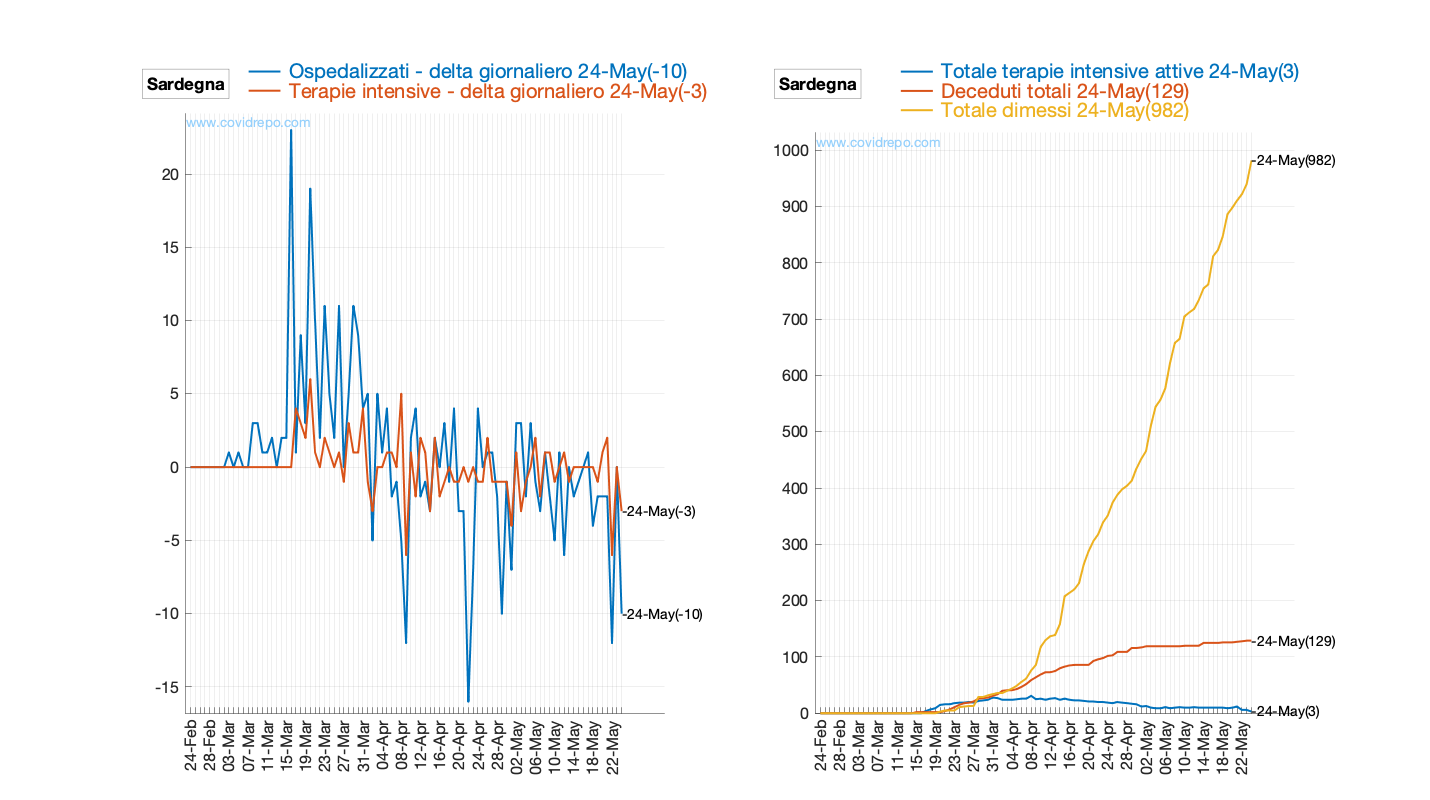 Sardegna
Ospedalizzati - delta giornaliero 24-May(-10)
Terapie intensive - delta giornaliero 24-May(-3)
www.covidrepo.com
20
15
10
5
0
-5
-10
-15
24-May(-3)
24-May(-10)
24-Feb
28-Feb
03-Mar
07-Mar
11-Mar
15-Mar
19-Mar
23-Mar
27-Mar
31-Mar
04-Apr
08-Apr
12-Apr
16-Apr
20-Apr
24-Apr
28-Apr
02-May
06-May
10-May
14-May
18-May
22-May
Sardegna
Totale terapie intensive attive 24-May(3)
Deceduti totali 24-May(129)
Totale dimessi 24-May(982)
www.covidrepo.com
1000
900
800
700
600
500
400
300
200
100
0
24-May(982)
24-May(129)
24-May(3)
24-Feb
28-Feb
03-Mar
07-Mar
11-Mar
15-Mar
19-Mar
23-Mar
27-Mar
31-Mar
04-Apr
08-Apr
12-Apr
16-Apr
20-Apr
24-Apr
28-Apr
02-May
06-May
10-May
14-May
18-May
22-May